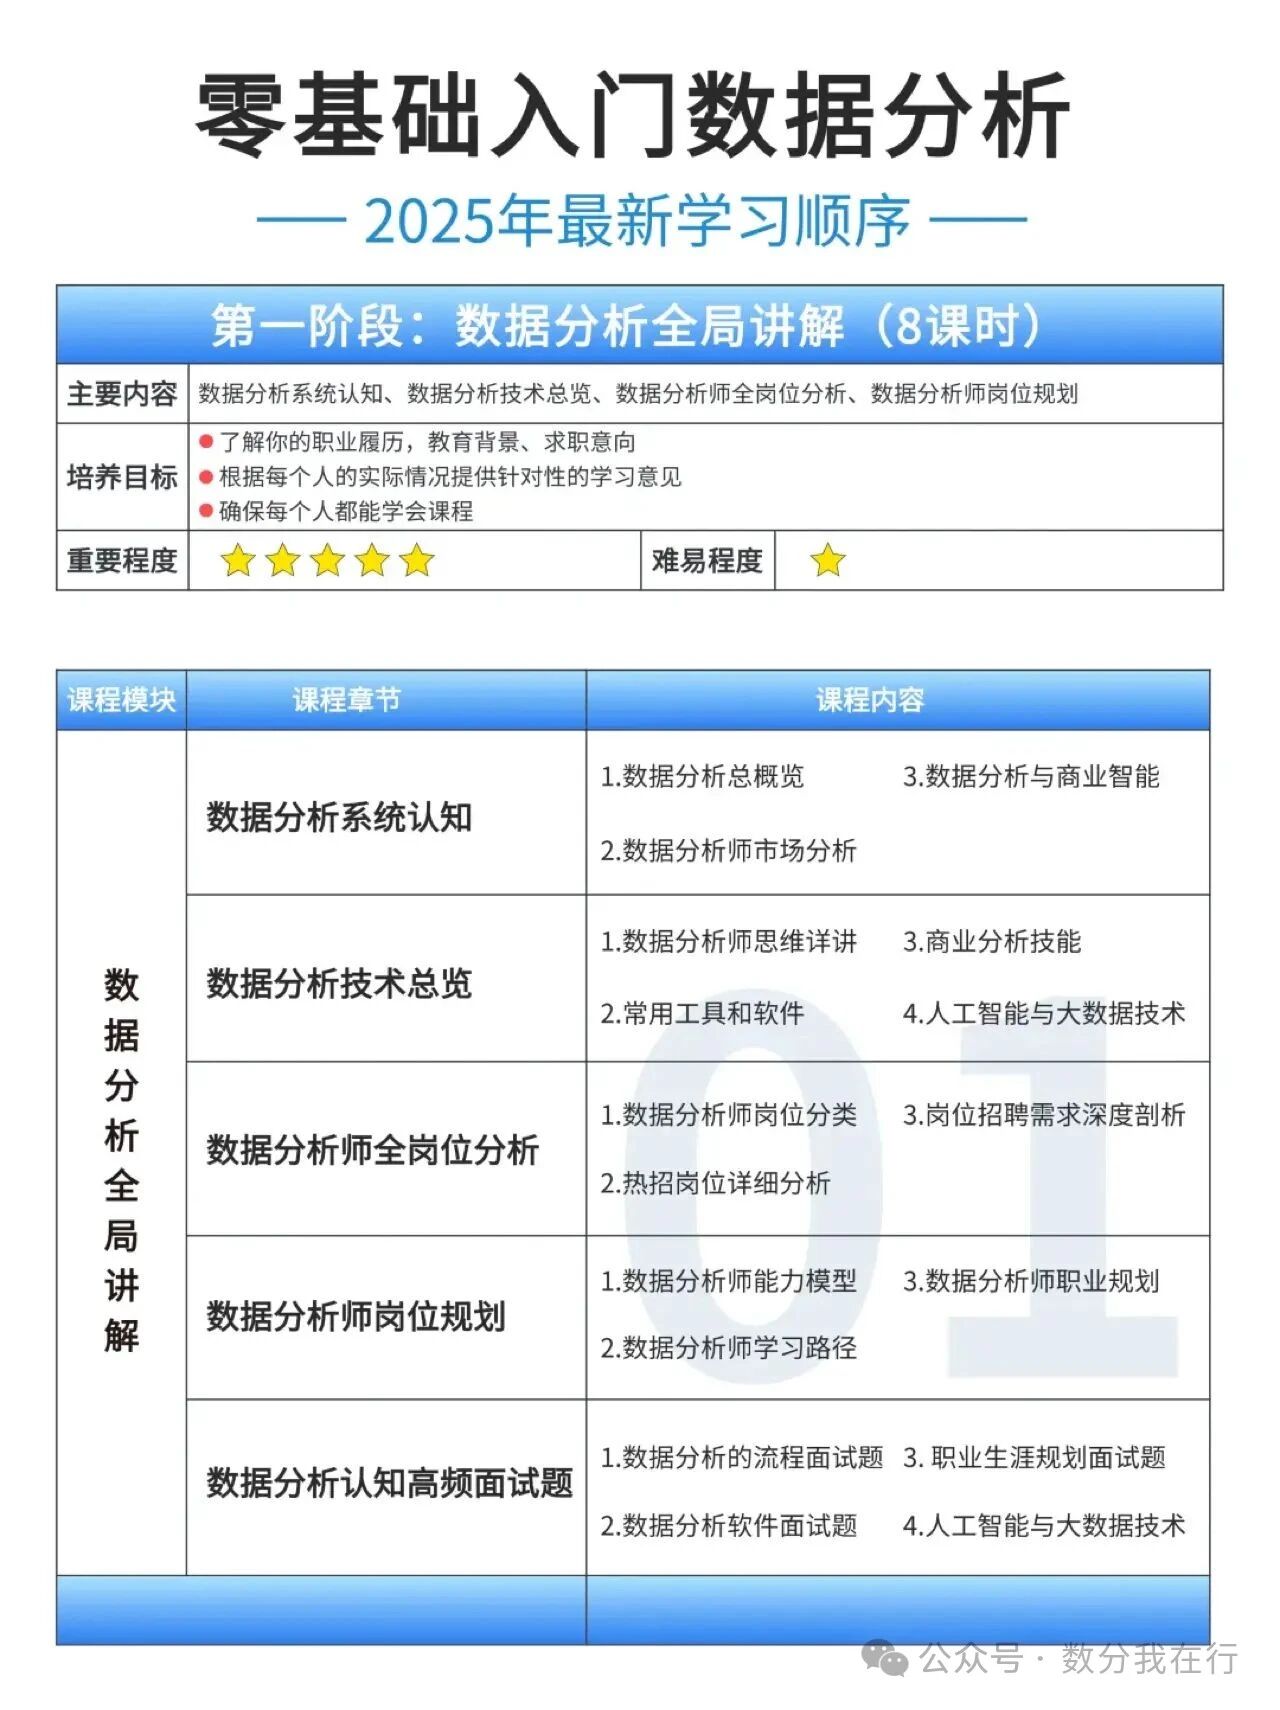 零基础入门数据分析
2025年最新学习顺序
第一阶段：数据分析全局讲解（8课时）
主要内容 数据分析系统认知、数据分析技术总览、数据分析师全岗位分析、数据分析师岗位规划
培养目标
了解你的职业履历，教育背景、求职意向
根据每个人的实际情况提供针对性的学习意见
确保每个人都能学会课程
重要程度 难易程度
课程模块 课程章节 课程内容
数据分析全局讲解
数据分析系统认知
1.数据分析总概览 3.数据分析与商业智能
2.数据分析师市场分析
数据分析技术总览
1.数据分析师思维详讲 3.商业分析技能
2.常用工具和软件 4.人工智能与大数据技术
数据分析师全岗位分析
1.数据分析师岗位分类 3.岗位招聘需求深度剖析
2.热招岗位详细分析
数据分析师岗位规划
1.数据分析师能力模型 3.数据分析师职业规划
2.数据分析师学习路径
数据分析认知高频面试题
1.数据分析的流程面试题 3. 职业生涯规划面试题
2.数据分析软件面试题 4.人工智能与大数据技术
01
公众号·数分我在行